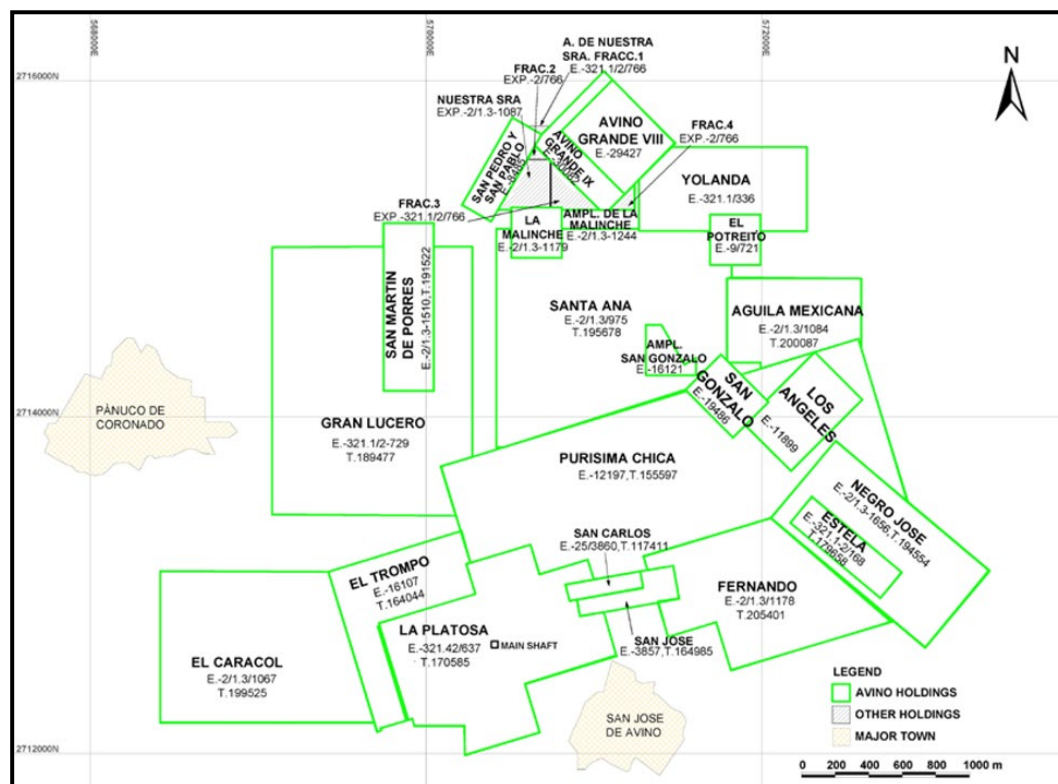 568000E
570000E
572000E
2716000N
2714000N
2712000N
N
A. DE NUESTRA
SRA. FRACC.1
E.-321.1/2/766
FRAC.2
EXP.-2/766
NUESTRA SRA
EXP.-2/1.3-1087
AVINO
GRANDE VIII
E.-29427
FRAC.4
EXP.-2/766
AVINO
GRANDE IX
E.-30082
SAN PEDRO Y
SAN PABLO
E.-8485
YOLANDA
E.-321.1/336
FRAC.3
EXP.-321.1/2/766
LA
MALINCHE
E.-2/1.3-1179
AMPL. DE LA
MALINCHE
E.-2/1.3-1244
EL
POTREITO
E.-9/721
SAN MARTIN
DE PORRES
E.-2/1.3-1510,T.191522
SANTA ANA
E.-2/1.3/975
T.195678
AGUILA MEXICANA
E.-2/1.3/1084
T.200087
AMPL.
SAN GONZALO
E.-16121
SAN
GONZALO
E.-19486
LOS
ANGELES
E.-11899
PÀNUCO DE
CORONADO
GRAN LUCERO
E.-321.1/2-729
T.189477
PURISIMA CHICA
E.-12197,T.155597
NEGRO JOSE
E.-2/1.3-1656,T.194554
ESTELA
E.-321.1-2/168
T.179658
SAN CARLOS
E.-25/3860,T.117411
EL TROMPO
E.-16107
T.164044
FERNANDO
E.-2/1.3/1178
T.205401
LA PLATOSA
E.-321.42/637
T.170585
MAIN SHAFT
SAN JOSE
E.-3857,T.164985
EL CARACOL
E.-2/1.3/1067
T.199525
SAN JOSE
DE AVINO
LEGEND
AVINO HOLDINGS
OTHER HOLDINGS
MAJOR TOWN
0 200 400 600 800 1000 m